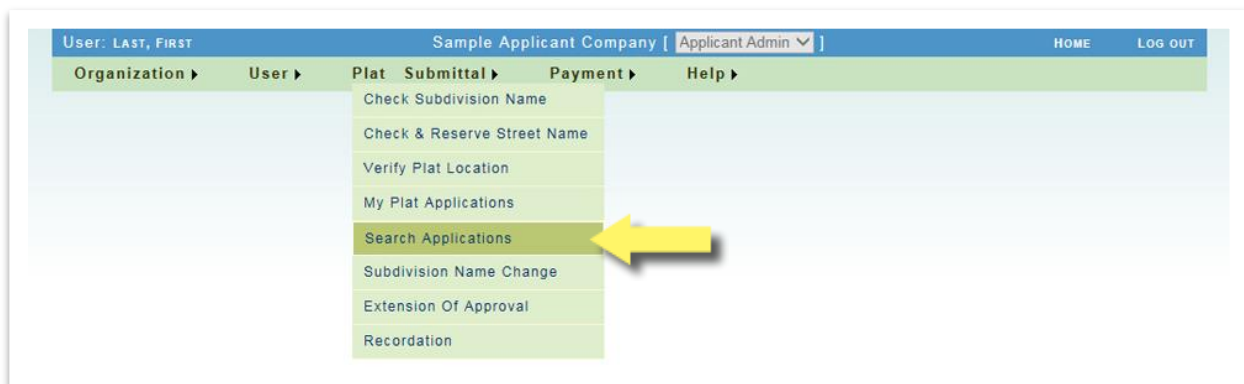 User: LAST, FIRST Sample Applicant Company [ Applicant Admin ] HOME LOG OUT
Organization User Plat Submittal Payment Help
Check Subdivision Name
Check & Reserve Street Name
Verify Plat Location
My Plat Applications
Search Applications
Subdivision Name Change
Extension Of Approval
Recordation